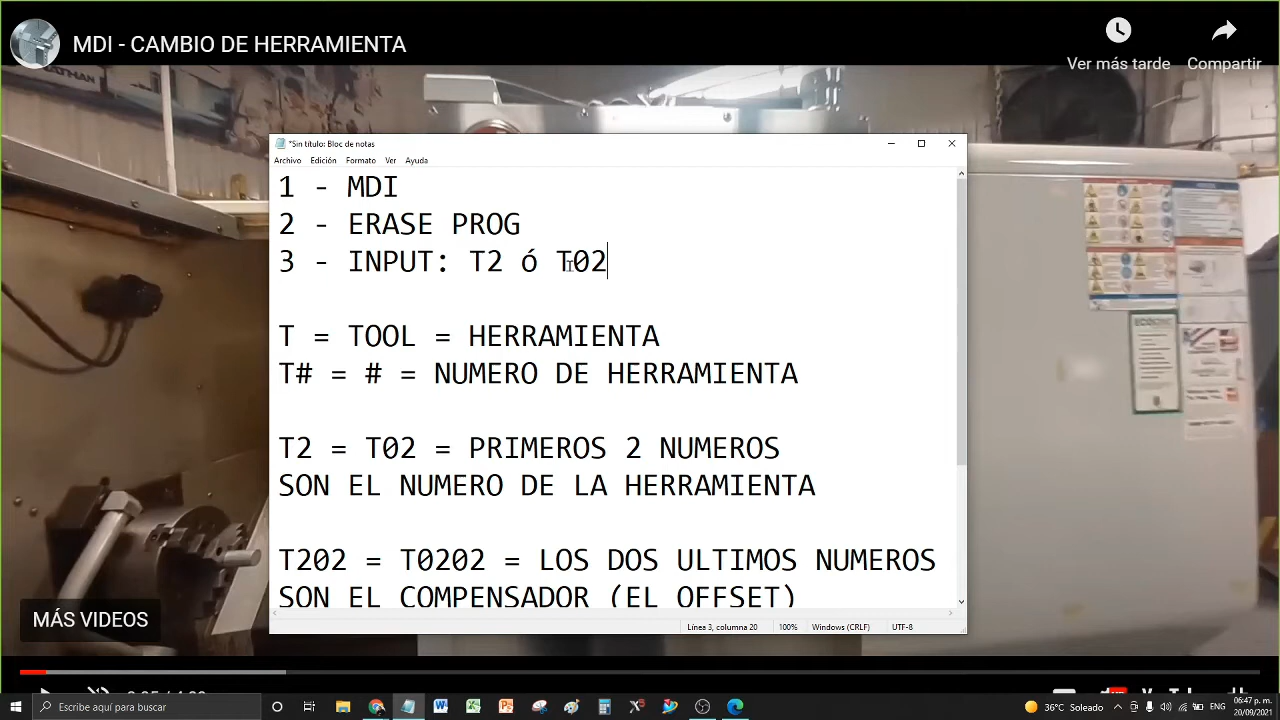 MDI - CAMBIO DE HERRAMIENTA
Ver más tarde
Compartir
*Sin título: Bloc de notas
Archivo Edición Formato Ver Ayuda
1 - MDI
2 - ERASE PROG
3 - INPUT: T2 ó T02
T = TOOL = HERRAMIENTA
T# = # = NUMERO DE HERRAMIENTA
T2 = T02 = PRIMEROS 2 NUMEROS
SON EL NUMERO DE LA HERRAMIENTA
T202 = T0202 = LOS DOS ULTIMOS NUMEROS
SON EL COMPENSADOR (EL OFFSET)
MÁS VIDEOS
Línea 3, columna 20 100% Windows (CRLF) UTF-8
Escribe aquí para buscar
36°C Soleado
ENG
06:47 p. m.
20/09/2021